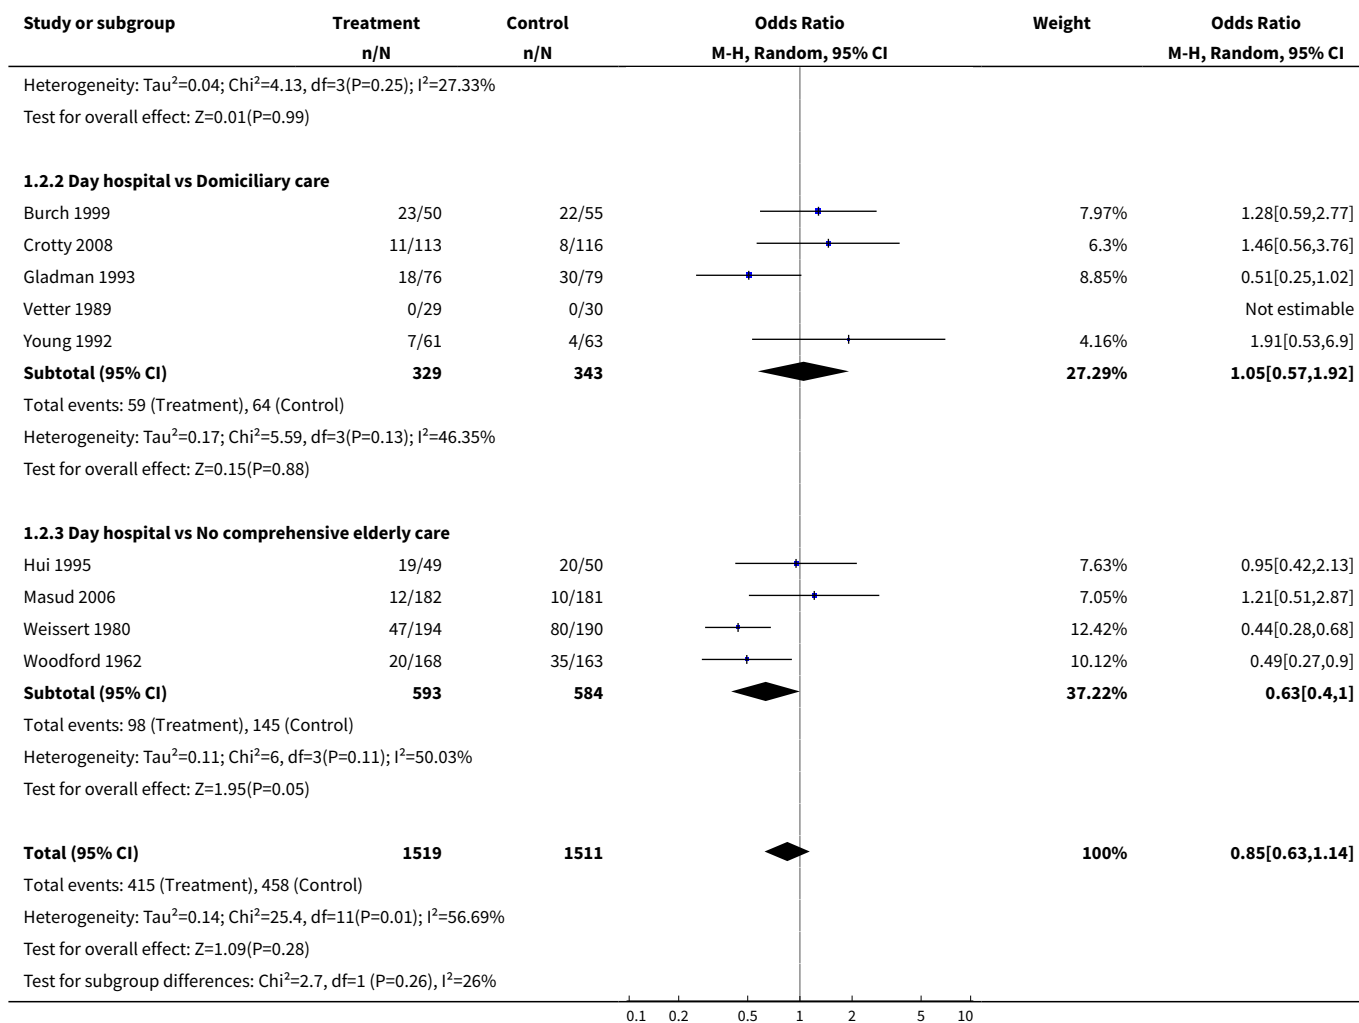 Study or subgroup Treatment Control Odds Ratio Weight Odds Ratio
n/N n/N M-H, Random, 95% CI M-H, Random, 95% CI
Heterogeneity: Tau²=0.04; Chi²=4.13, df=3(P=0.25); I²=27.33%
Test for overall effect: Z=0.01(P=0.99)
1.2.2 Day hospital vs Domiciliary care
Burch 1999 23/50 22/55 7.97% 1.28[0.59,2.77]
Crotty 2008 11/113 8/116 6.3% 1.46[0.56,3.76]
Gladman 1993 18/76 30/79 8.85% 0.51[0.25,1.02]
Vetter 1989 0/29 0/30 Not estimable
Young 1992 7/61 4/63 4.16% 1.91[0.53,6.9]
Subtotal (95% CI) 329 343 27.29% 1.05[0.57,1.92]
Total events: 59 (Treatment), 64 (Control)
Heterogeneity: Tau²=0.17; Chi²=5.59, df=3(P=0.13); I²=46.35%
Test for overall effect: Z=0.15(P=0.88)
1.2.3 Day hospital vs No comprehensive elderly care
Hui 1995 19/49 20/50 7.63% 0.95[0.42,2.13]
Masud 2006 12/182 10/181 7.05% 1.21[0.51,2.87]
Weissert 1980 47/194 80/190 12.42% 0.44[0.28,0.68]
Woodford 1962 20/168 35/163 10.12% 0.49[0.27,0.9]
Subtotal (95% CI) 593 584 37.22% 0.63[0.4,1]
Total events: 98 (Treatment), 145 (Control)
Heterogeneity: Tau²=0.11; Chi²=6, df=3(P=0.11); I²=50.03%
Test for overall effect: Z=1.95(P=0.05)
Total (95% CI) 1519 1511 100% 0.85[0.63,1.14]
Total events: 415 (Treatment), 458 (Control)
Heterogeneity: Tau²=0.14; Chi²=25.4, df=11(P=0.01); I²=56.69%
Test for overall effect: Z=1.09(P=0.28)
Test for subgroup differences: Chi²=2.7, df=1 (P=0.26), I²=26%
0.1 0.2 0.5 1 2 5 10